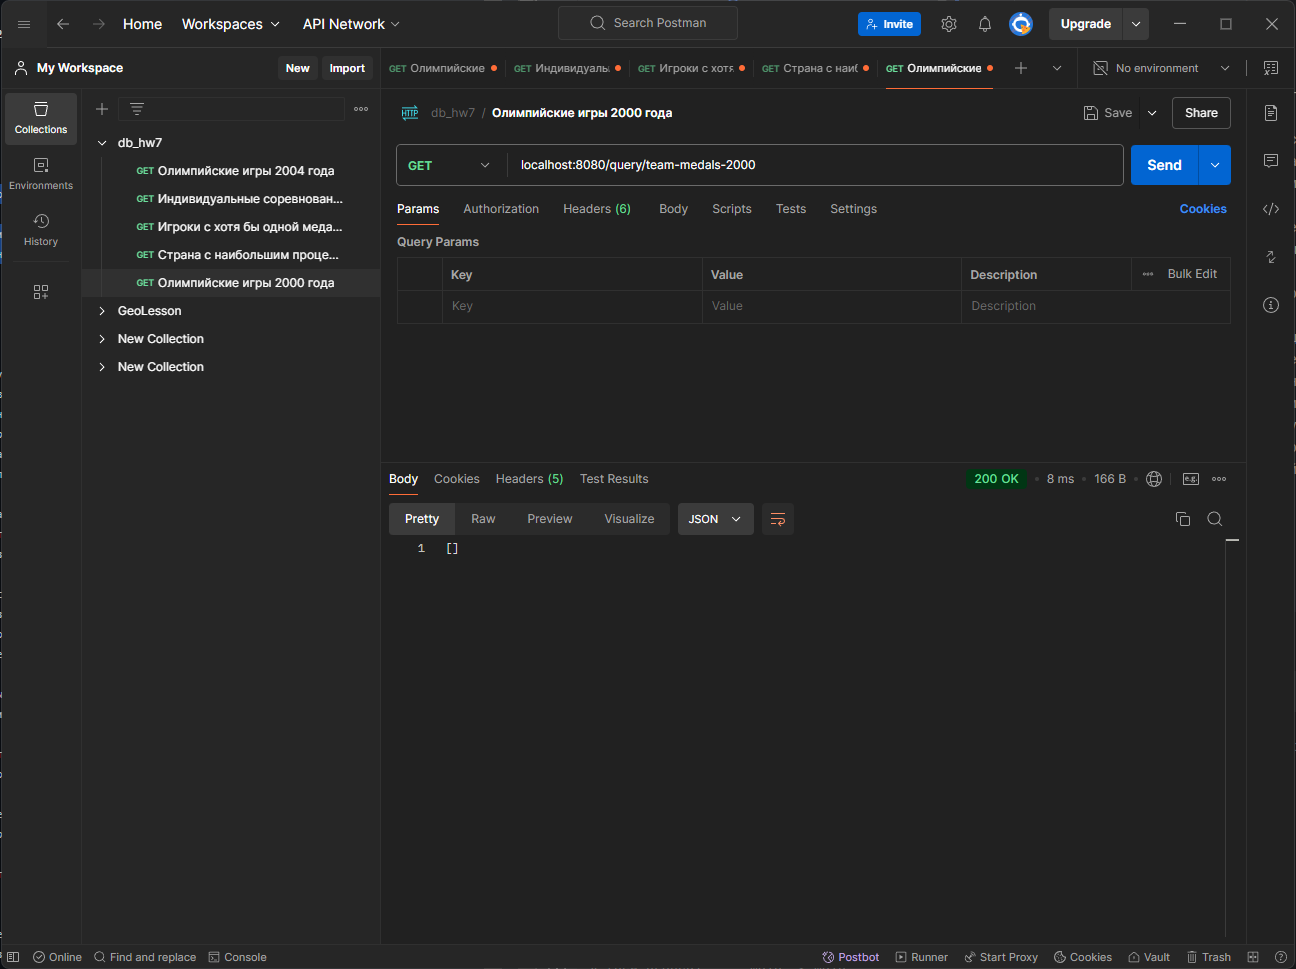 Home Workspaces API Network Search Postman Invite Upgrade
My Workspace New Import
GET Олимпийские GET Индивидуаль GET Игроки с хотя GET Страна с наиб GET Олимпийские No environment
Collections
Environments
History
db_hw7
GET Олимпийские игры 2004 года
GET Индивидуальные соревнован...
GET Игроки с хотя бы одной меда...
GET Страна с наибольшим проце...
GET Олимпийские игры 2000 года
GeoLesson
New Collection
New Collection
HTTP db_hw7 / Олимпийские игры 2000 года Save Share
GET localhost:8080/query/team-medals-2000 Send
Params Authorization Headers (6) Body Scripts Tests Settings Cookies
Query Params
Key Value Description Bulk Edit
Key Value Description
Body Cookies Headers (5) Test Results 200 OK 8 ms 166 B e.g.
Pretty Raw Preview Visualize JSON
1 []
Online Find and replace Console Postbot Runner Start Proxy Cookies Vault Trash